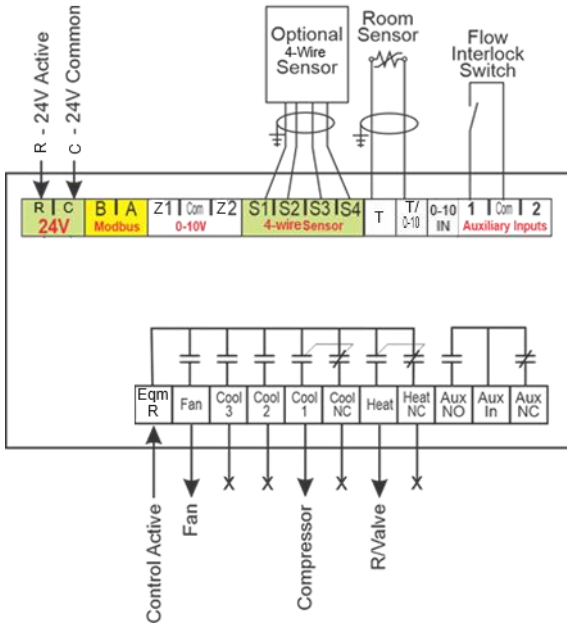 Optional
4-Wire
Sensor
Room
Sensor
Flow
Interlock
Switch
R - 24V Active
C - 24V Common
R C
24V
B A
Modbus
Z1 Com Z2
0-10V
S1 S2 S3 S4
4-wire Sensor
T
T/
0-10
0-10
IN
1 Com 2
Auxiliary Inputs
Eqm
R
Fan
Cool
3
Cool
2
Cool
1
Cool
NC
Heat
Heat
NC
Aux
NO
Aux
In
Aux
NC
X
X
X
X
Control Active
Fan
Compressor
R/Valve